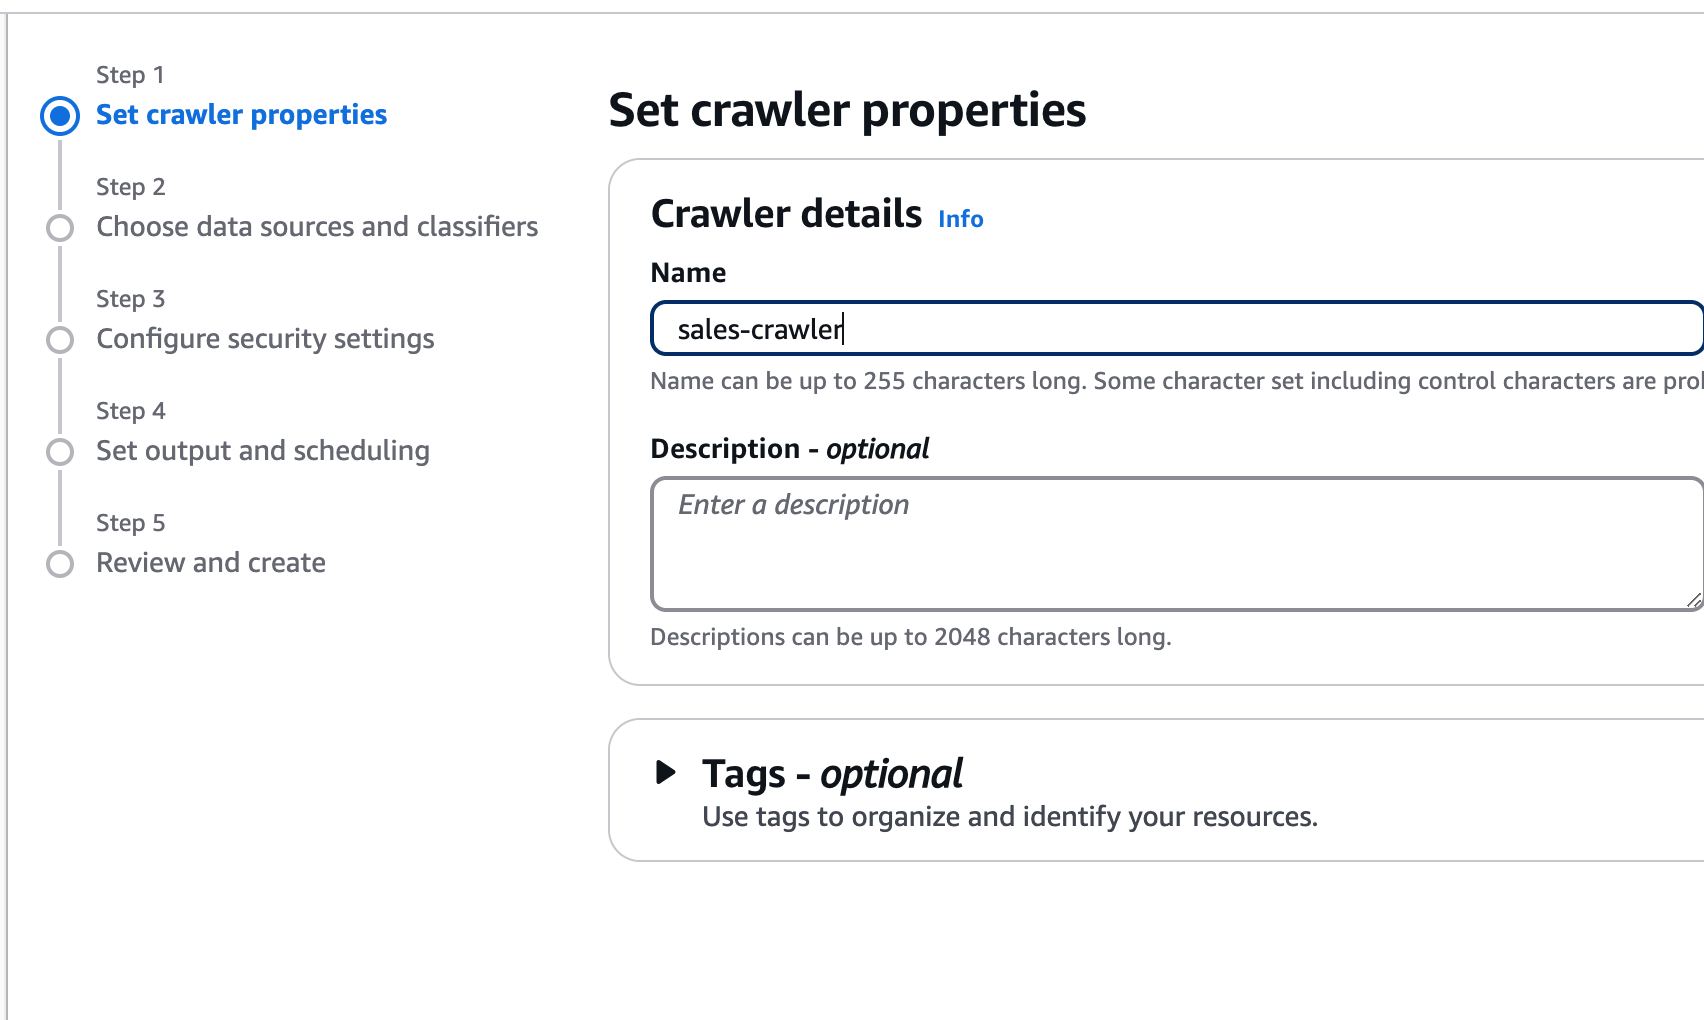 Step 1
Set crawler properties
Step 2
Choose data sources and classifiers
Step 3
Configure security settings
Step 4
Set output and scheduling
Step 5
Review and create
Set crawler properties
Crawler details Info
Name
sales-crawler
Name can be up to 255 characters long. Some character set including control characters are
Description - optional
Enter a description
Descriptions can be up to 2048 characters long.
Tags - optional
Use tags to organize and identify your resources.